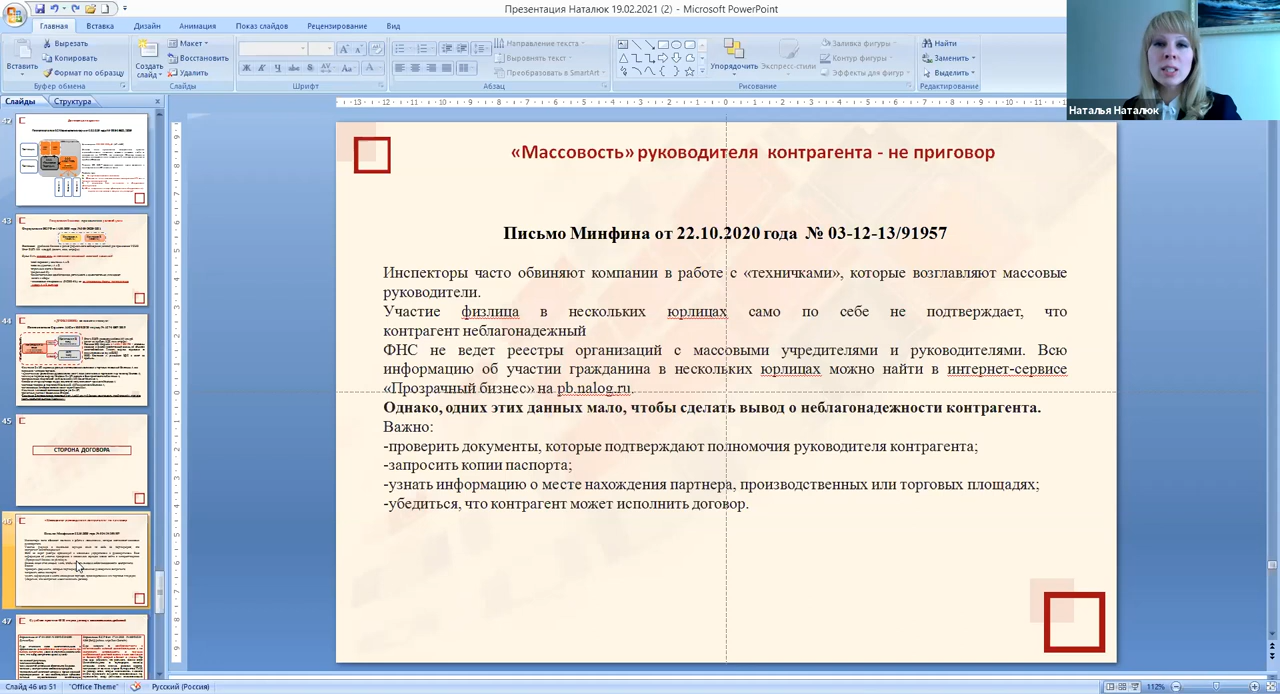 Презентация Наталюк 19.02.2021 (2) - Microsoft PowerPoint
Главная Вставка Дизайн Анимация Показ слайдов Рецензирование Вид
Вставить
Вырезать
Копировать
Формат по образцу
Буфер обмена
Создать слайд
Макет
Восстановить
Удалить
Слайды
Шрифт
Направление текста
Выровнять текст
Преобразовать в SmartArt
Абзац
Упорядочить
Экспресс-стили
Заливка фигуры
Контур фигуры
Эффекты для фигур
Рисование
Найти
Заменить
Выделить
Редактирование
Наталья Наталюк
Слайды Структура
42
43
44
45
СТОРОНА ДОГОВОРА
46
47
«Массовость» руководителя контрагента - не приговор
Письмо Минфина от 22.10.2020 года № 03-12-13/91957
Инспекторы часто обвиняют компании в работе с «техничками», которые возглавляют массовые
руководители.
Участие физлица в нескольких юрлицах само по себе не подтверждает, что
контрагент неблагонадежный
ФНС не ведет реестры организаций с массовыми учредителями и руководителями. Всю
информацию об участии гражданина в нескольких юрлицах можно найти в интернет-сервисе
«Прозрачный бизнес» на pb.nalog.ru.
Однако, одних этих данных мало, чтобы сделать вывод о неблагонадежности контрагента.
Важно:
-проверить документы, которые подтверждают полномочия руководителя контрагента;
-запросить копии паспорта;
-узнать информацию о месте нахождения партнера, производственных или торговых площадях;
-убедиться, что контрагент может исполнить договор.
Слайд 46 из 51 "Office Theme" Русский (Россия) 112%